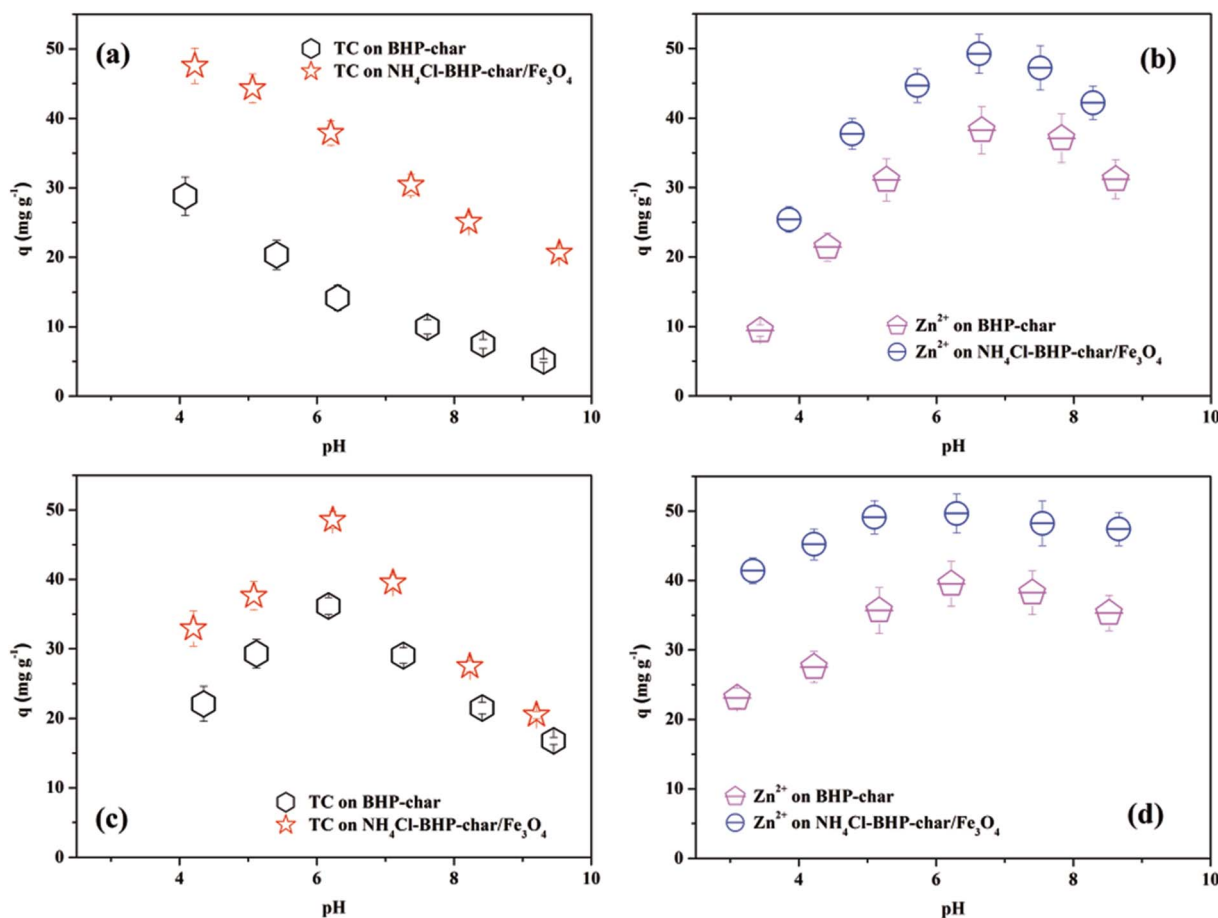 (a)
TC on BHP-char
TC on NH₄Cl-BHP-char/Fe₃O₄
q (mg g⁻¹)
50
40
30
20
10
0
4 6 8 10
pH
(b)
Zn²⁺ on BHP-char
Zn²⁺ on NH₄Cl-BHP-char/Fe₃O₄
q (mg g⁻¹)
50
40
30
20
10
0
2 4 6 8 10
pH
(c)
TC on BHP-char
TC on NH₄Cl-BHP-char/Fe₃O₄
q (mg g⁻¹)
50
40
30
20
10
0
4 6 8 10
pH
(d)
Zn²⁺ on BHP-char
Zn²⁺ on NH₄Cl-BHP-char/Fe₃O₄
q (mg g⁻¹)
50
40
30
20
10
0
2 4 6 8 10
pH